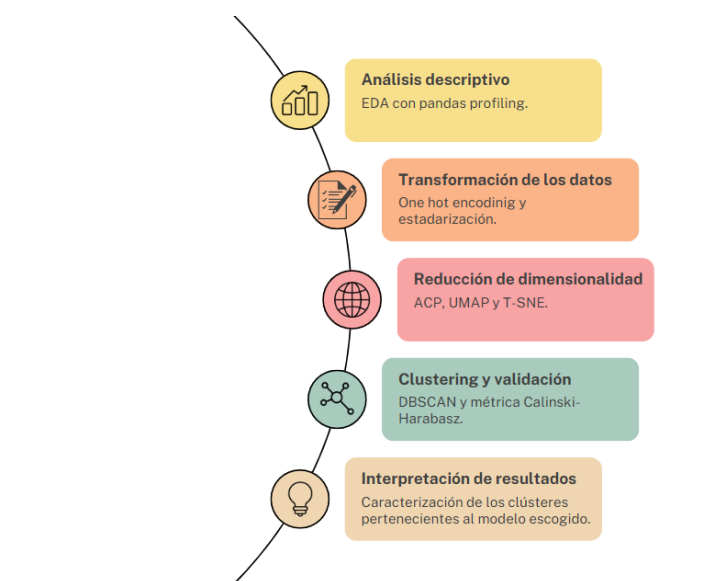 Análisis descriptivo
EDA con pandas profiling.
Transformación de los datos
One hot encodinig y
estadarización.
Reducción de dimensionalidad
ACP, UMAP y T-SNE.
Clustering y validación
DBSCAN y métrica Calinski-
Harabasz.
Interpretación de resultados
Caracterización de los clústeres
pertenecientes al modelo escogido.